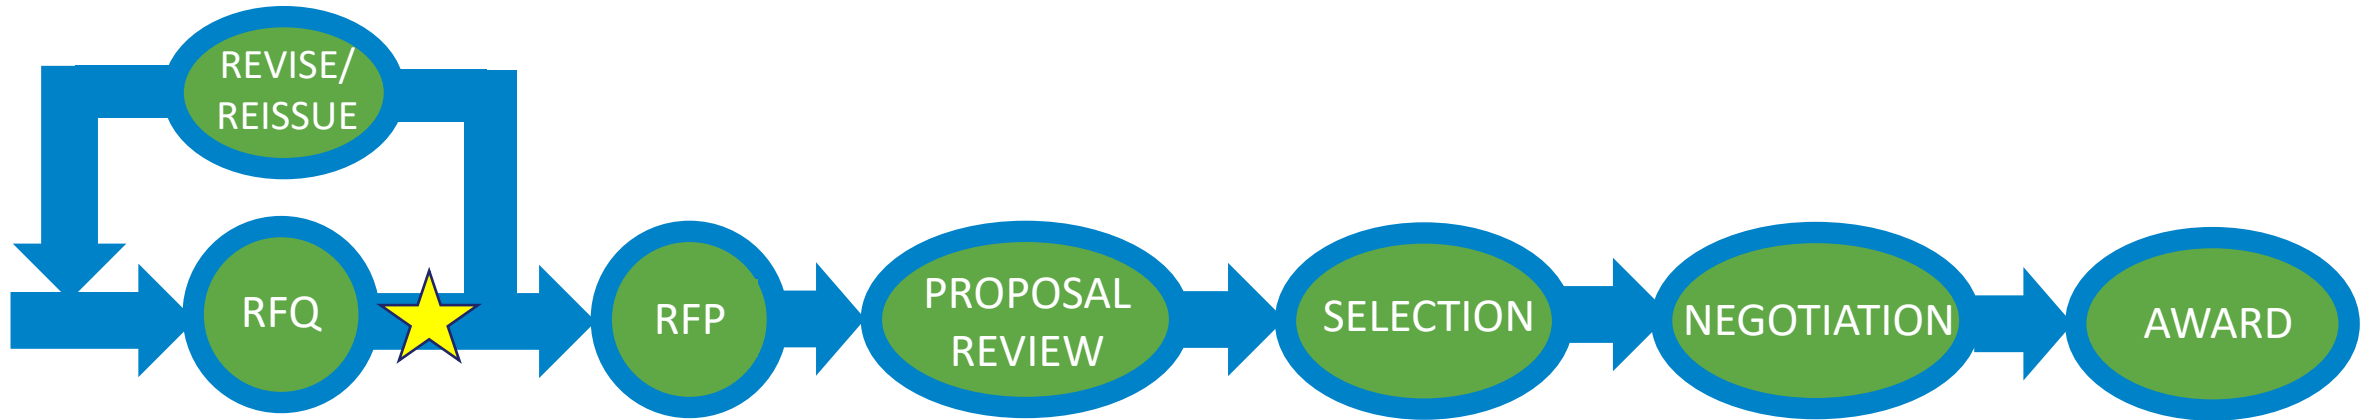 REVISE/
REISSUE
RFQ
RFP
PROPOSAL
REVIEW
SELECTION
NEGOTIATION
AWARD